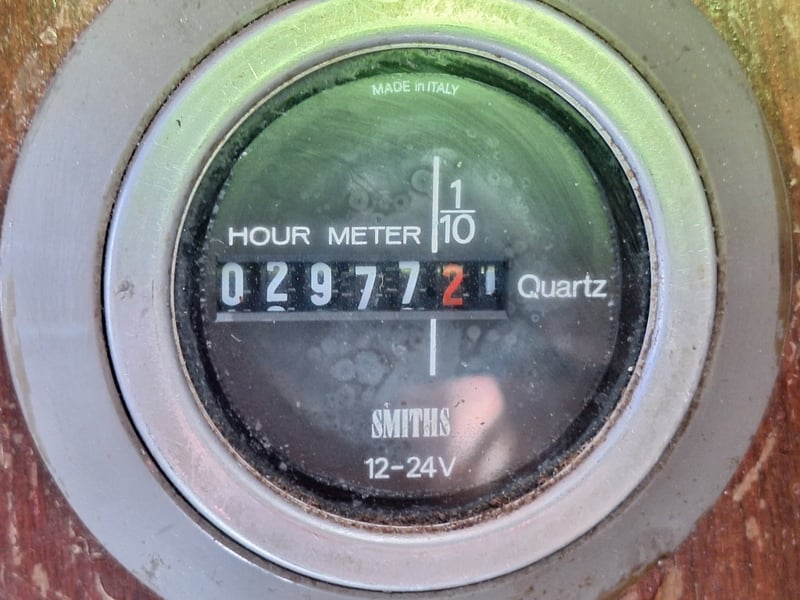 MADE in ITALY
1
10
HOUR METER
029772
Quartz
SMITHS
12-24V